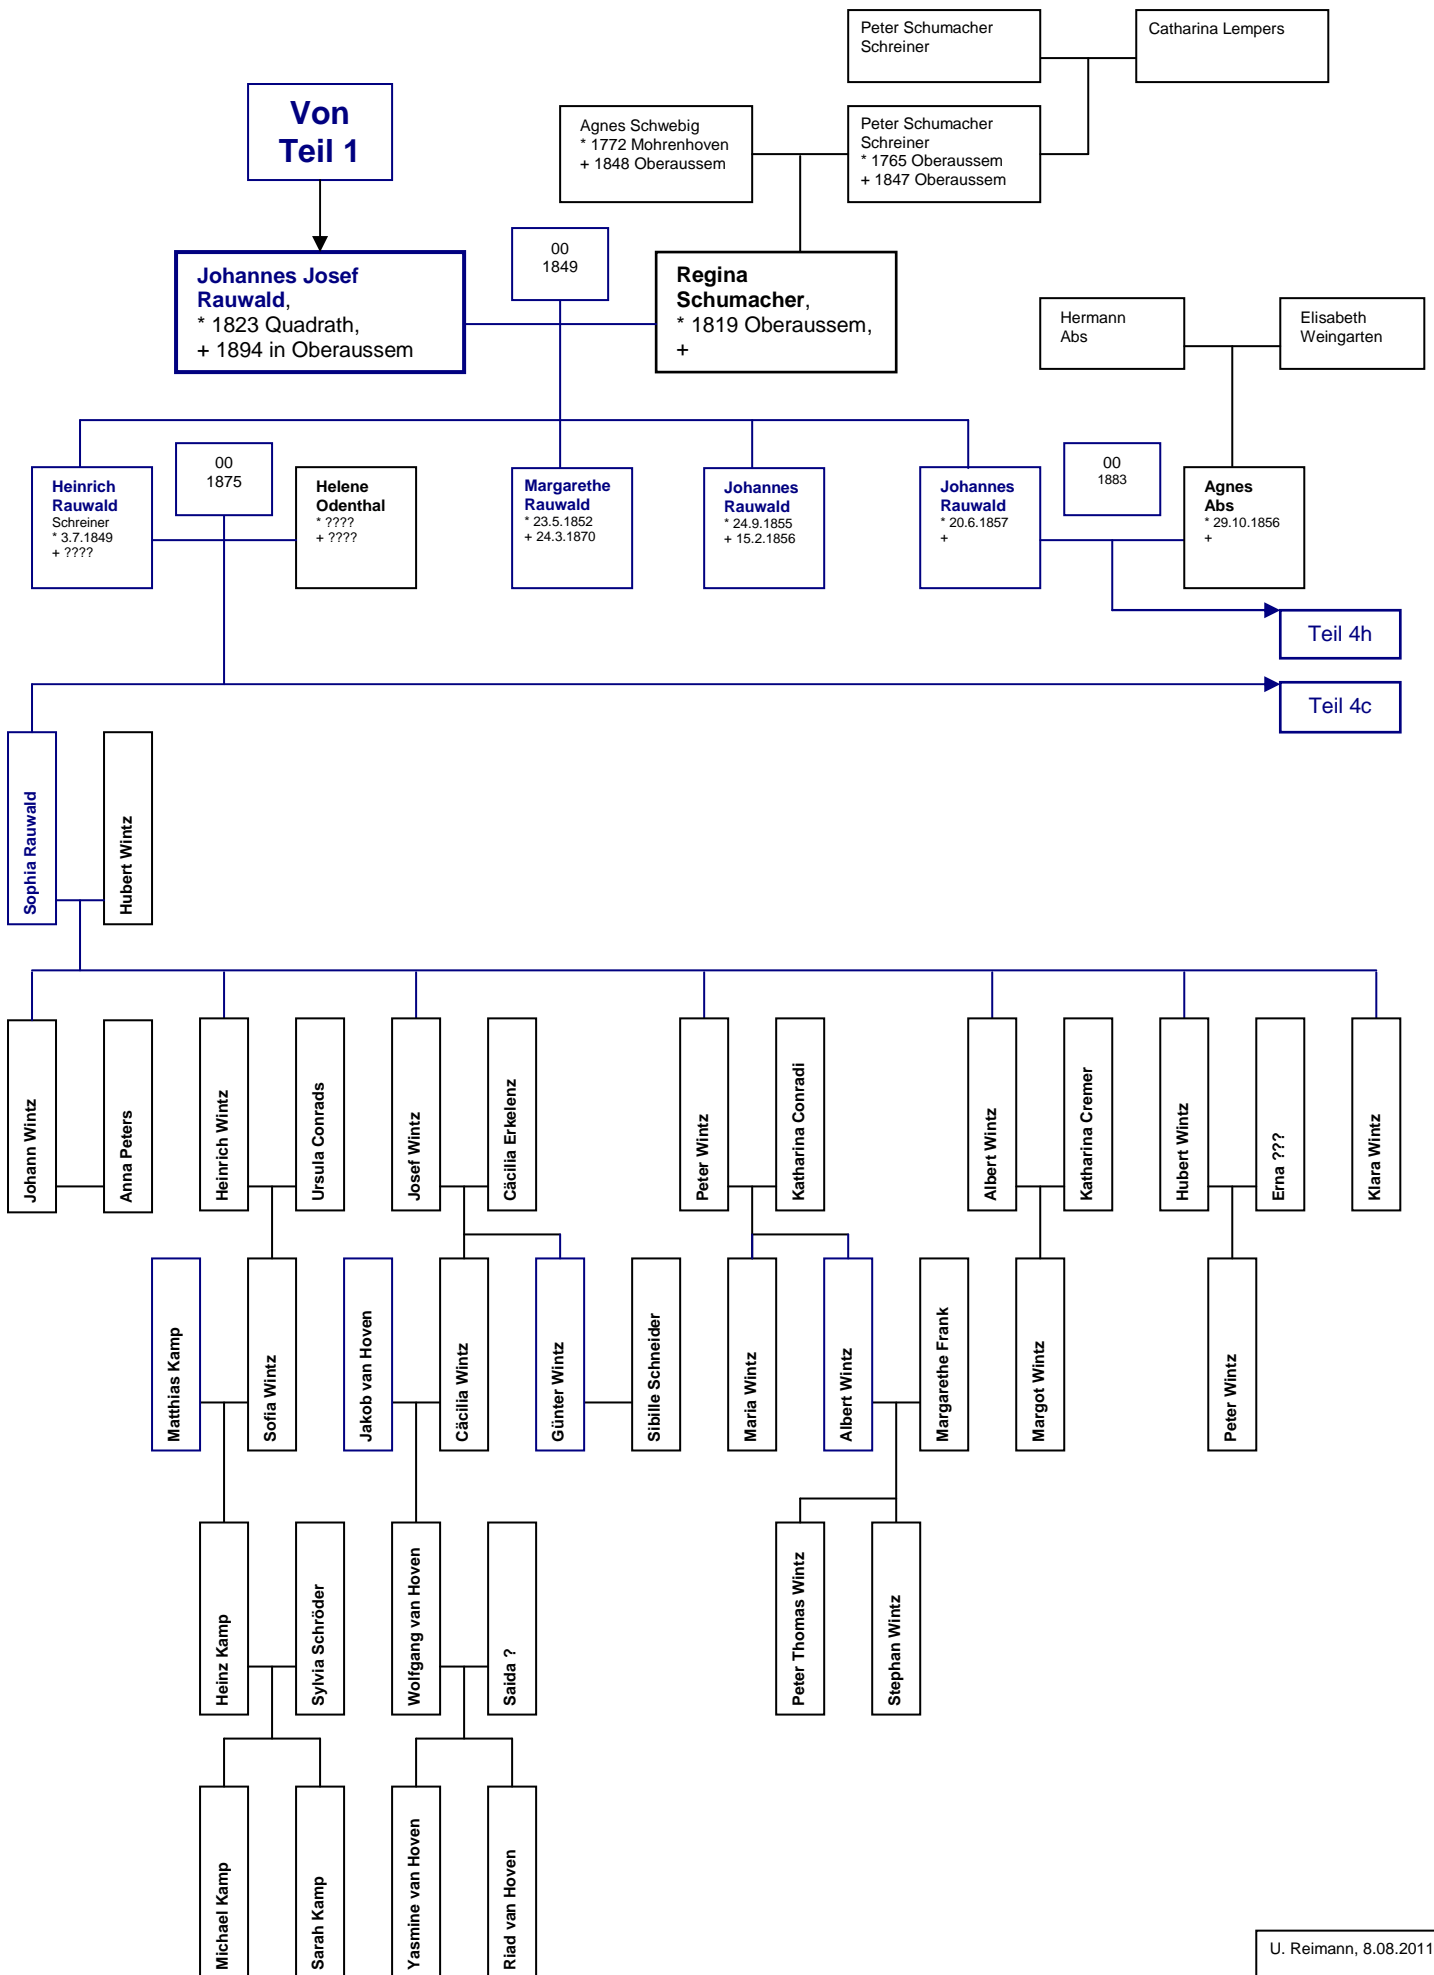 Peter Schumacher
Schreiner
Catharina Lempers
Von
Teil 1
Agnes Schwebig
* 1772 Mohrenhoven
+ 1848 Oberaussem
Peter Schumacher
Schreiner
* 1765 Oberaussem
+ 1847 Oberaussem
00
1849
Johannes Josef
Rauwald,
* 1823 Quadrath,
+ 1894 in Oberaussem
Regina
Schumacher,
* 1819 Oberaussem,
+
Hermann
Abs
Elisabeth
Weingarten
Heinrich
Rauwald
Schreiner
* 3.7.1849
+ ????
00
1875
Helene
Odenthal
* ????
+ ????
Margarethe
Rauwald
* 23.5.1852
+ 24.3.1870
Johannes
Rauwald
* 24.9.1855
+ 15.2.1856
Johannes
Rauwald
* 20.6.1857
+
00
1883
Agnes
Abs
* 29.10.1856
+
Teil 4h
Teil 4c
Sophia Rauwald
Hubert Wintz
Johann Wintz
Anna Peters
Heinrich Wintz
Ursula Conrads
Josef Wintz
Cäcilia Erkelenz
Peter Wintz
Katharina Conradi
Albert Wintz
Katharina Cremer
Hubert Wintz
Erna ???
Klara Wintz
Matthias Kamp
Sofia Wintz
Jakob van Hoven
Cäcilia Wintz
Günter Wintz
Sibille Schneider
Maria Wintz
Albert Wintz
Margarethe Frank
Margot Wintz
Peter Wintz
Heinz Kamp
Sylvia Schröder
Wolfgang van Hoven
Saida ?
Peter Thomas Wintz
Stephan Wintz
Michael Kamp
Sarah Kamp
Yasmine van Hoven
Riad van Hoven
U. Reimann, 8.08.2011